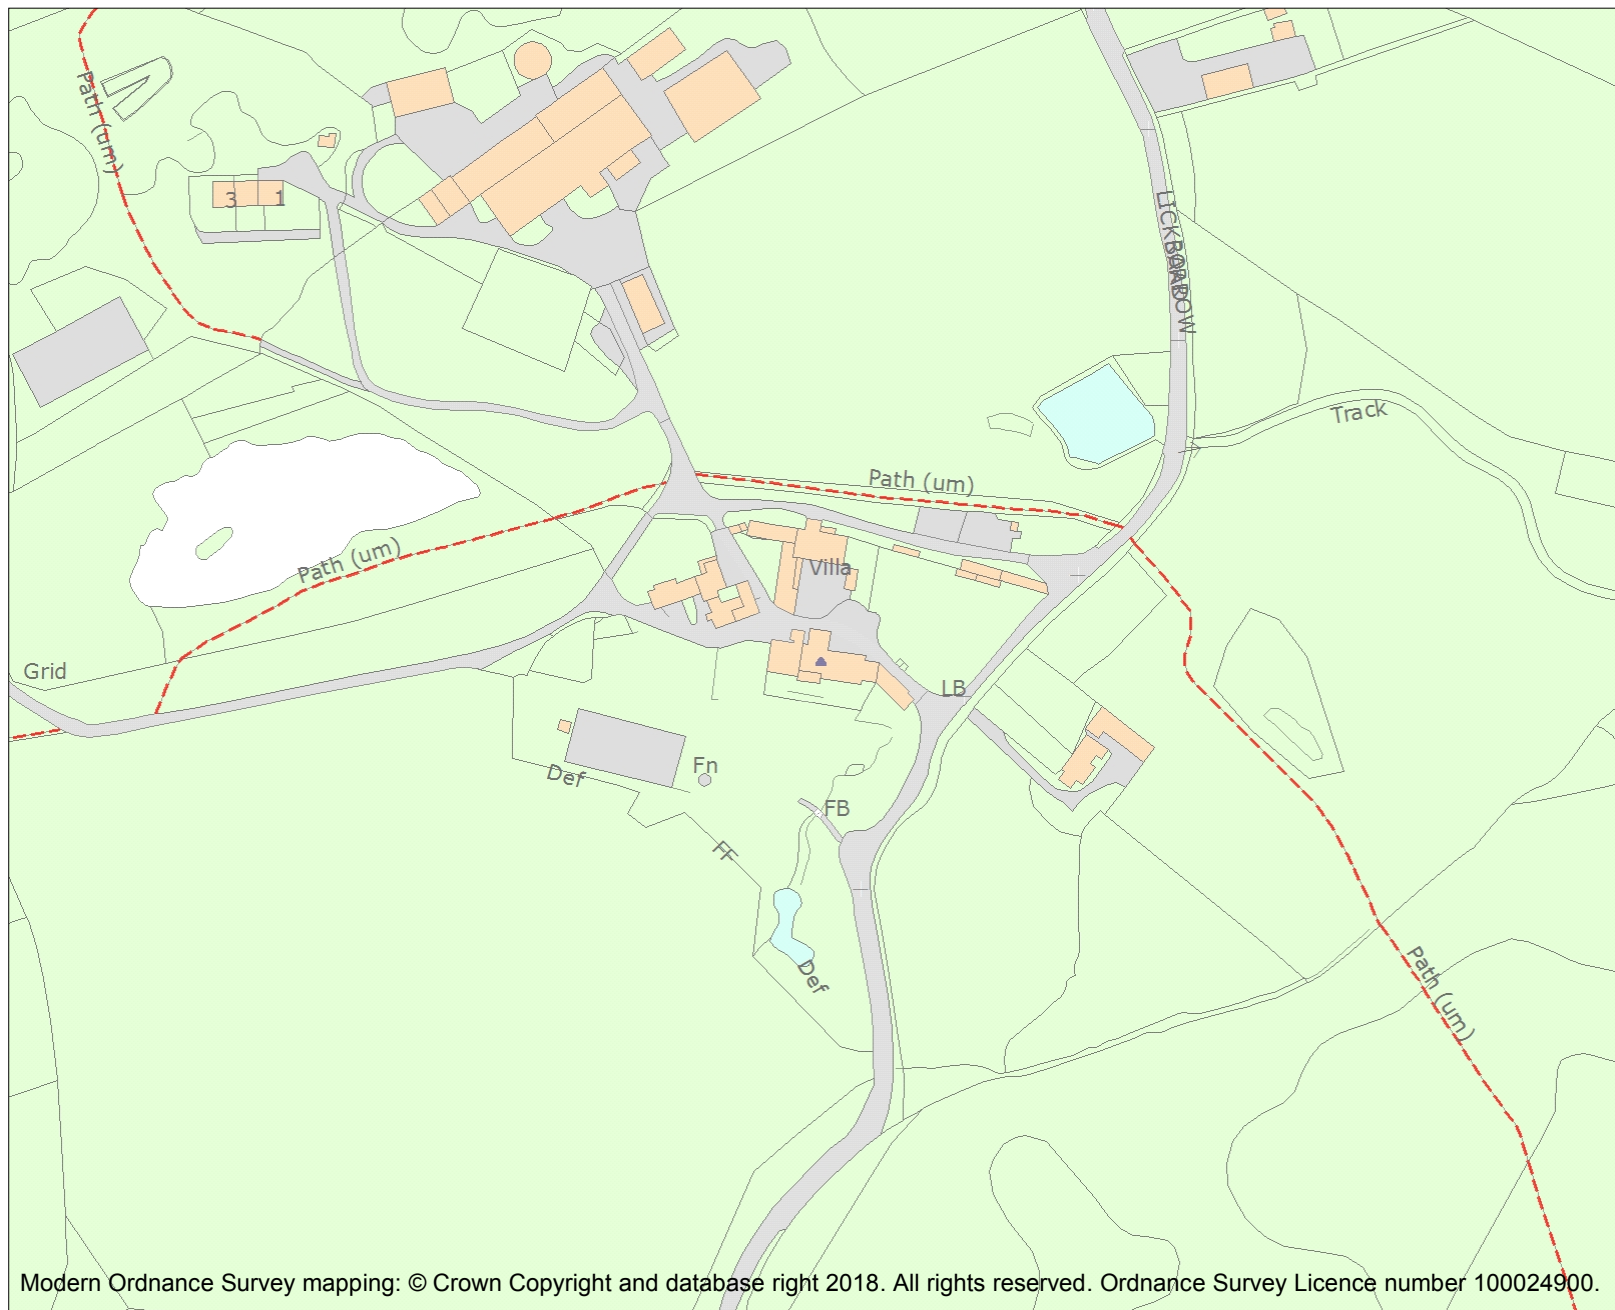 Path (um)
3 1
LICKBARROW
ROAD
Track
Path (um)
Path (um)
Villa
Grid
LB
Fn
Def
FB
FF
Def
Path (um)
Modern Ordnance Survey mapping: © Crown Copyright and database right 2018. All rights reserved. Ordnance Survey Licence number 100024900.